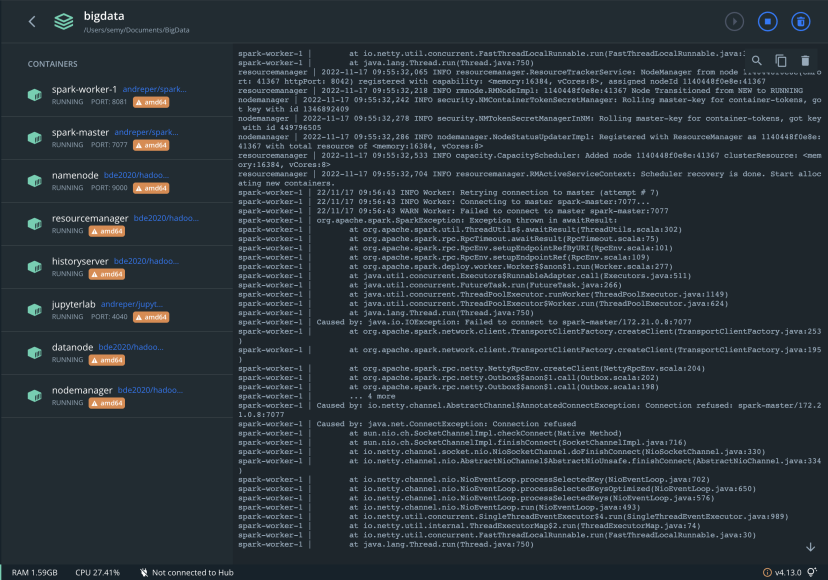 bigdata
/Users/semy/Documents/BigData
CONTAINERS
spark-worker-1 andreper/spark...
RUNNING PORT: 8081 amd64
spark-master andreper/spark...
RUNNING PORT: 7077 amd64
namenode bde2020/hadoo...
RUNNING PORT: 9000 amd64
resourcemanager bde2020/hadoo...
RUNNING amd64
historyserver bde2020/hadoo...
RUNNING amd64
jupyterlab andreper/jupyt...
RUNNING PORT: 4040 amd64
datanode bde2020/hadoo...
RUNNING amd64
nodemanager bde2020/hadoo...
RUNNING amd64
spark-worker-1 | at io.netty.util.concurrent.FastThreadLocalRunnable.run(FastThreadLocalRunnable.java:
spark-worker-1 | at java.lang.Thread.run(Thread.java:750)
resourcemanager | 2022-11-17 09:55:32,065 INFO resourcemanager.ResourceTrackerService: NodeManager from node
rt: 41367 httpPort: 8042) registered with capability: <memory:16384, vCores:8>, assigned nodeId 1140448f0e8e:41367
resourcemanager | 2022-11-17 09:55:32,218 INFO rmnode.RMNodeImpl: 1140448f0e8e:41367 Node Transitioned from NEW to RUNNING
nodemanager | 2022-11-17 09:55:32,242 INFO security.NMContainerTokenSecretManager: Rolling master-key for container-tokens, g
ot key with id 1346892409
nodemanager | 2022-11-17 09:55:32,278 INFO security.NMTokenSecretManagerInNM: Rolling master-key for container-tokens, got key
with id 449796505
nodemanager | 2022-11-17 09:55:32,286 INFO nodemanager.NodeStatusUpdaterImpl: Registered with ResourceManager as 1140448f0e8e:
41367 with total resource of <memory:16384, vCores:8>
resourcemanager | 2022-11-17 09:55:32,533 INFO capacity.CapacityScheduler: Added node 1140448f0e8e:41367 clusterResource: <mem
ory:16384, vCores:8>
resourcemanager | 2022-11-17 09:55:32,704 INFO resourcemanager.RMActiveServiceContext: Scheduler recovery is done. Start alloc
ating new containers.
spark-worker-1 | 22/11/17 09:56:43 INFO Worker: Retrying connection to master (attempt # 7)
spark-worker-1 | 22/11/17 09:56:43 INFO Worker: Connecting to master spark-master:7077...
spark-worker-1 | 22/11/17 09:56:43 WARN Worker: Failed to connect to master spark-master:7077
spark-worker-1 | org.apache.spark.SparkException: Exception thrown in awaitResult:
spark-worker-1 | at org.apache.spark.util.ThreadUtils$.awaitResult(ThreadUtils.scala:302)
spark-worker-1 | at org.apache.spark.rpc.RpcTimeout.awaitResult(RpcTimeout.scala:75)
spark-worker-1 | at org.apache.spark.rpc.RpcEnv.setupEndpointRefByURI(RpcEnv.scala:101)
spark-worker-1 | at org.apache.spark.rpc.RpcEnv.setupEndpointRef(RpcEnv.scala:109)
spark-worker-1 | at org.apache.spark.deploy.worker.Worker$$anon$1.run(Worker.scala:277)
spark-worker-1 | at java.util.concurrent.Executors$RunnableAdapter.call(Executors.java:511)
spark-worker-1 | at java.util.concurrent.FutureTask.run(FutureTask.java:266)
spark-worker-1 | at java.util.concurrent.ThreadPoolExecutor.runWorker(ThreadPoolExecutor.java:1149)
spark-worker-1 | at java.util.concurrent.ThreadPoolExecutor$Worker.run(ThreadPoolExecutor.java:624)
spark-worker-1 | at java.lang.Thread.run(Thread.java:750)
spark-worker-1 | Caused by: java.io.IOException: Failed to connect to spark-master/172.21.0.8:7077
spark-worker-1 | at org.apache.spark.network.client.TransportClientFactory.createClient(TransportClientFactory.java:253
)
spark-worker-1 | at org.apache.spark.network.client.TransportClientFactory.createClient(TransportClientFactory.java:195
)
spark-worker-1 | at org.apache.spark.rpc.netty.NettyRpcEnv.createClient(NettyRpcEnv.scala:204)
spark-worker-1 | at org.apache.spark.rpc.netty.Outbox$$anon$1.call(Outbox.scala:202)
spark-worker-1 | at org.apache.spark.rpc.netty.Outbox$$anon$1.call(Outbox.scala:198)
spark-worker-1 | ... 4 more
spark-worker-1 | Caused by: io.netty.channel.AbstractChannel$AnnotatedConnectException: Connection refused: spark-master/172.2
1.0.8:7077
spark-worker-1 | Caused by: java.net.ConnectException: Connection refused
spark-worker-1 | at sun.nio.ch.SocketChannelImpl.checkConnect(Native Method)
spark-worker-1 | at sun.nio.ch.SocketChannelImpl.finishConnect(SocketChannelImpl.java:716)
spark-worker-1 | at io.netty.channel.socket.nio.NioSocketChannel.doFinishConnect(NioSocketChannel.java:330)
spark-worker-1 | at io.netty.channel.nio.AbstractNioChannel$AbstractNioUnsafe.finishConnect(AbstractNioChannel.java:334
)
spark-worker-1 | at io.netty.channel.nio.NioEventLoop.processSelectedKey(NioEventLoop.java:702)
spark-worker-1 | at io.netty.channel.nio.NioEventLoop.processSelectedKeysOptimized(NioEventLoop.java:650)
spark-worker-1 | at io.netty.channel.nio.NioEventLoop.processSelectedKeys(NioEventLoop.java:576)
spark-worker-1 | at io.netty.channel.nio.NioEventLoop.run(NioEventLoop.java:493)
spark-worker-1 | at io.netty.util.concurrent.SingleThreadEventExecutor$4.run(SingleThreadEventExecutor.java:989)
spark-worker-1 | at io.netty.util.internal.ThreadExecutorMap$2.run(ThreadExecutorMap.java:74)
spark-worker-1 | at io.netty.util.concurrent.FastThreadLocalRunnable.run(FastThreadLocalRunnable.java:30)
spark-worker-1 | at java.lang.Thread.run(Thread.java:750)
RAM 1.59GB CPU 27.41% Not connected to Hub
v4.13.0